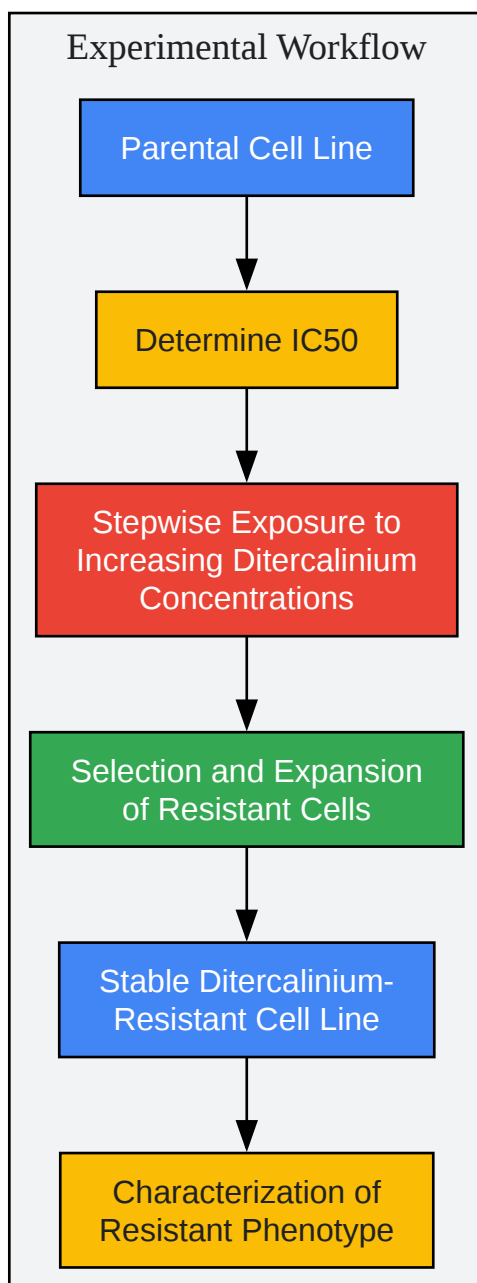 Experimental Workflow
Parental Cell Line
Determine IC50
Stepwise Exposure to
Increasing Ditercalinium
Concentrations
Selection and Expansion
of Resistant Cells
Stable Ditercalinium-
Resistant Cell Line
Characterization of
Resistant Phenotype